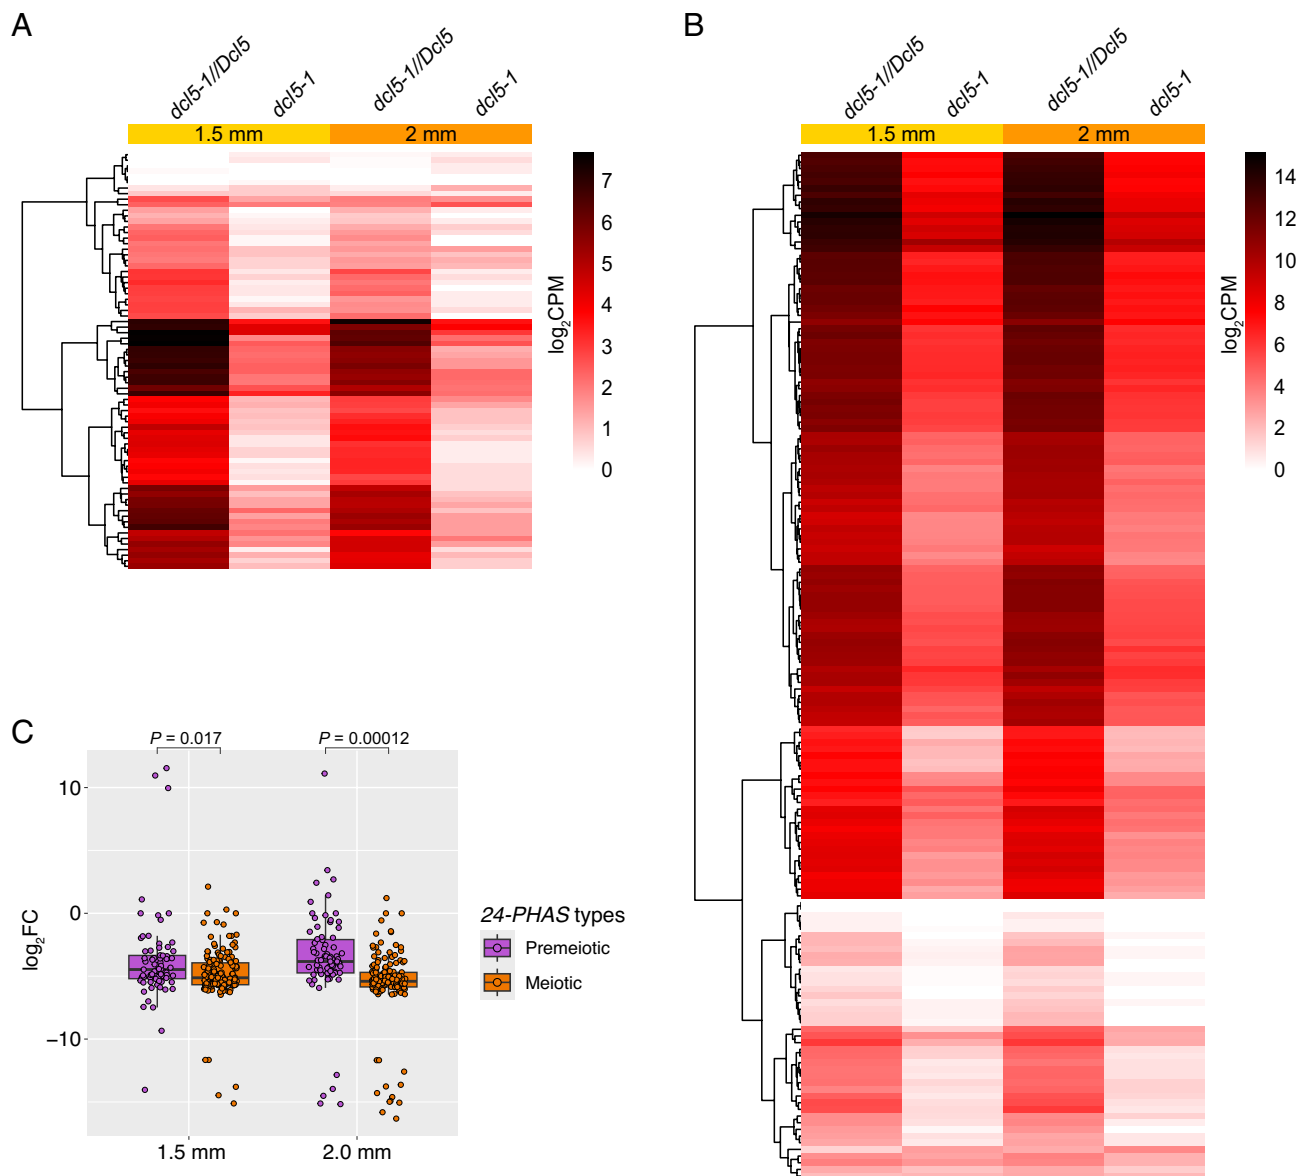 A
dcl5-1//Dcl5
dcl5-1
dcl5-1//Dcl5
dcl5-1
1.5 mm
2 mm
7
6
5
4
3
2
1
0
log₂CPM
B
dcl5-1//Dcl5
dcl5-1
dcl5-1//Dcl5
dcl5-1
1.5 mm
2 mm
14
12
10
8
6
4
2
0
log₂CPM
C
P = 0.017
P = 0.00012
10
0
−10
log₂FC
1.5 mm
2.0 mm
24-PHAS types
Premeiotic
Meiotic